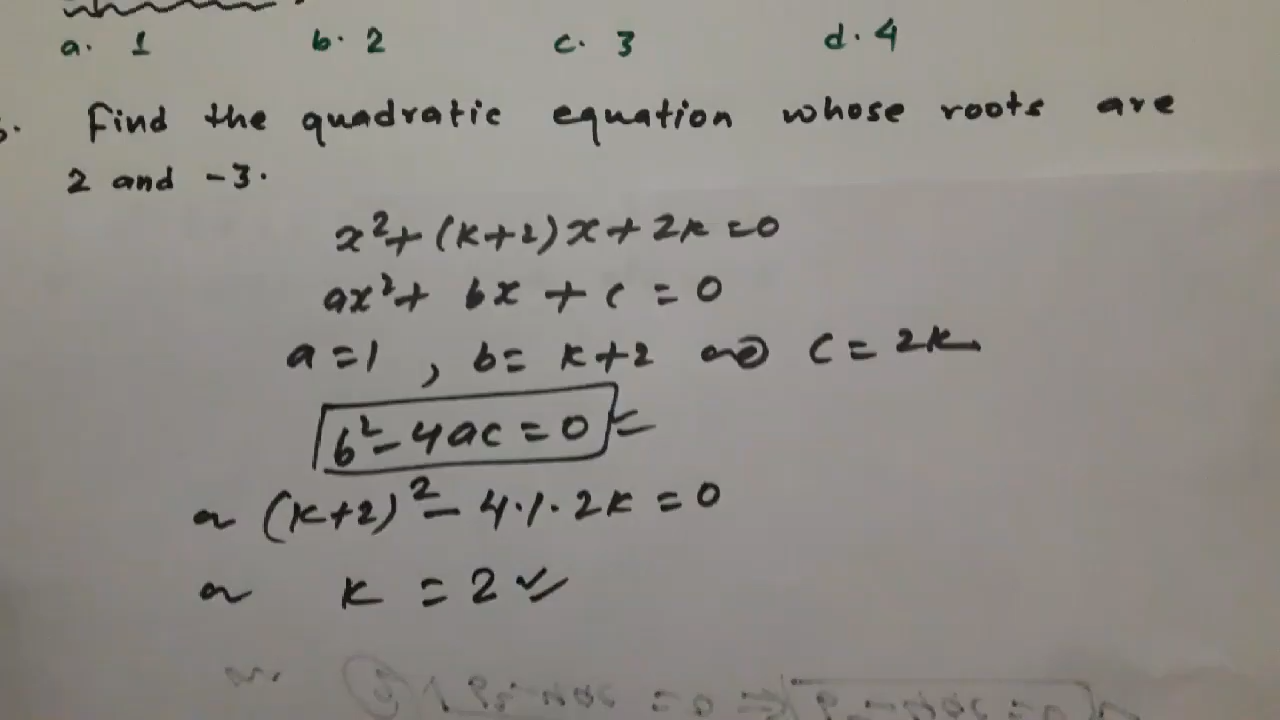 a. 1 b. 2 c. 3 d. 4
Find the quadratic equation whose roots are
2 and -3.
x²+(k+2)x+2k=0
ax²+ bx + c = 0
a=1, b= k+2 and c = 2k
b²-4ac=0
or (k+2)²-4.1.2k=0
or k = 2